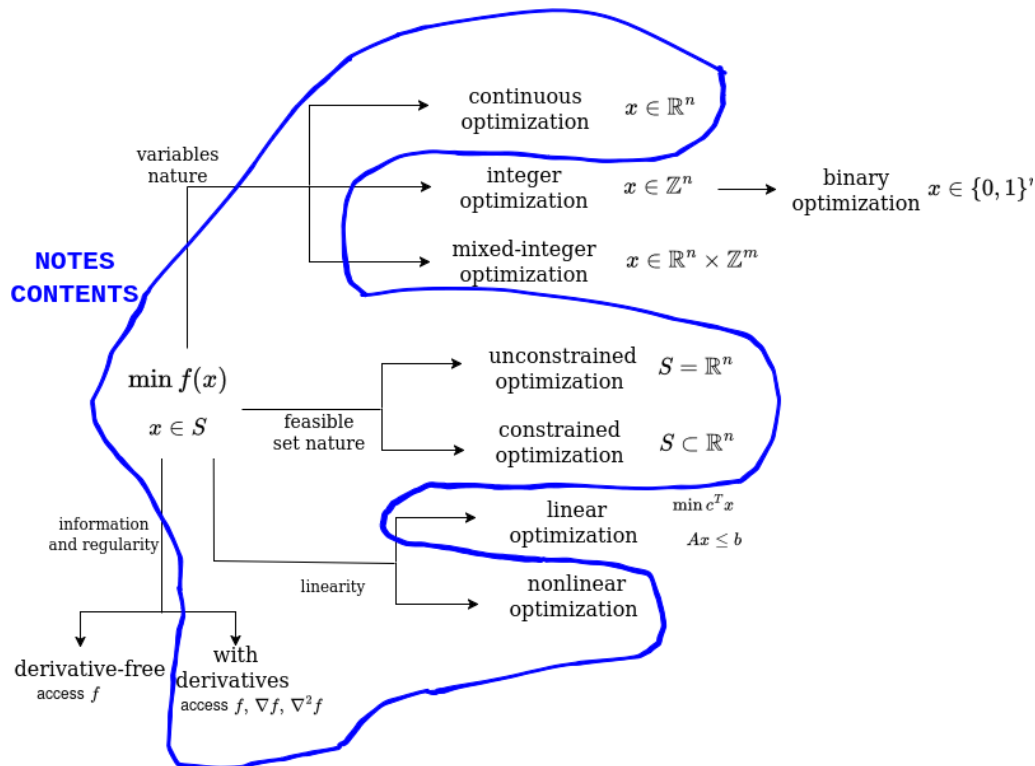 continuous
optimization
x ∈ ℝⁿ
variables
nature
integer
optimization
x ∈ ℤⁿ
binary
optimization
x ∈ {0, 1}ⁿ
mixed-integer
optimization
x ∈ ℝⁿ × ℤᵐ
NOTES
CONTENTS
min f(x)
x ∈ S
feasible
set nature
unconstrained
optimization
S = ℝⁿ
constrained
optimization
S ⊂ ℝⁿ
information
and regularity
linearity
linear
optimization
min cᵀx
Ax ≤ b
nonlinear
optimization
derivative-free
access f
with
derivatives
access f, ∇f, ∇²f